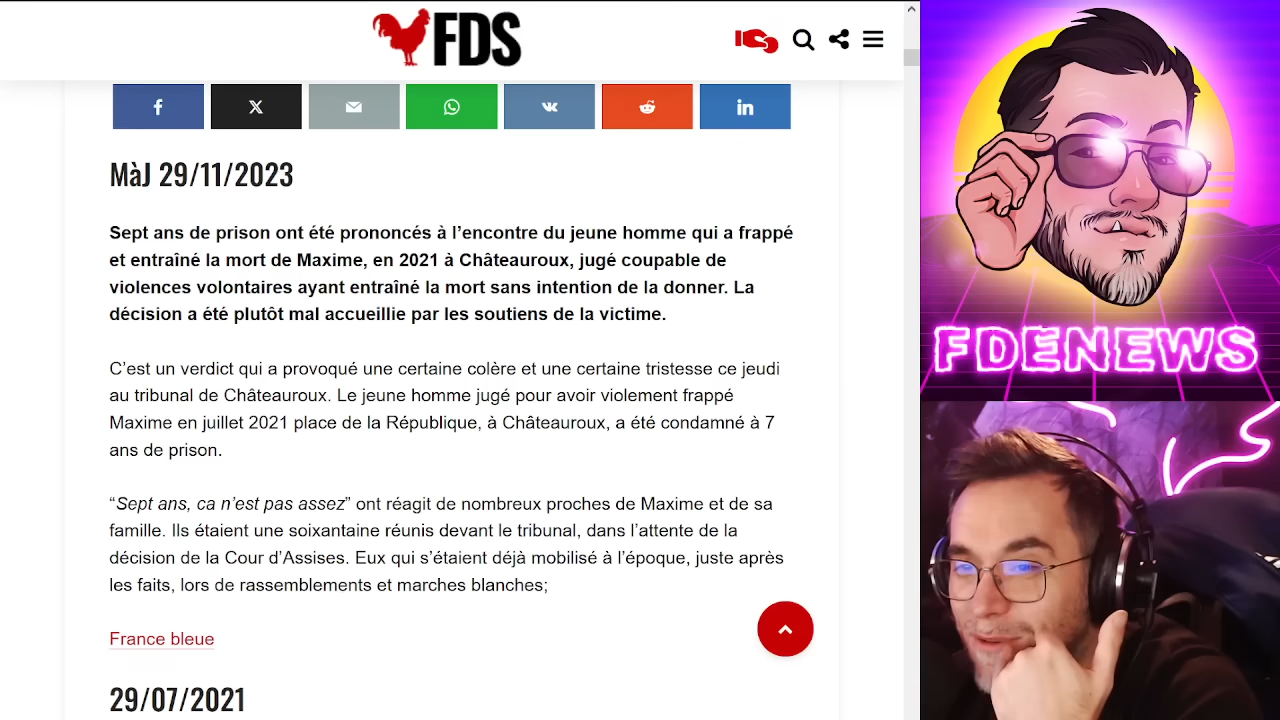 FDS
MàJ 29/11/2023
Sept ans de prison ont été prononcés à l’encontre du jeune homme qui a frappé
et entraîné la mort de Maxime, en 2021 à Châteauroux, jugé coupable de
violences volontaires ayant entraîné la mort sans intention de la donner. La
décision a été plutôt mal accueillie par les soutiens de la victime.
C’est un verdict qui a provoqué une certaine colère et une certaine tristesse ce jeudi
au tribunal de Châteauroux. Le jeune homme jugé pour avoir violement frappé
Maxime en juillet 2021 place de la République, à Châteauroux, a été condamné à 7
ans de prison.
“Sept ans, ca n’est pas assez” ont réagit de nombreux proches de Maxime et de sa
famille. Ils étaient une soixantaine réunis devant le tribunal, dans l’attente de la
décision de la Cour d’Assises. Eux qui s’étaient déjà mobilisé à l’époque, juste après
les faits, lors de rassemblements et marches blanches;
France bleue
29/07/2021
FDENEWS